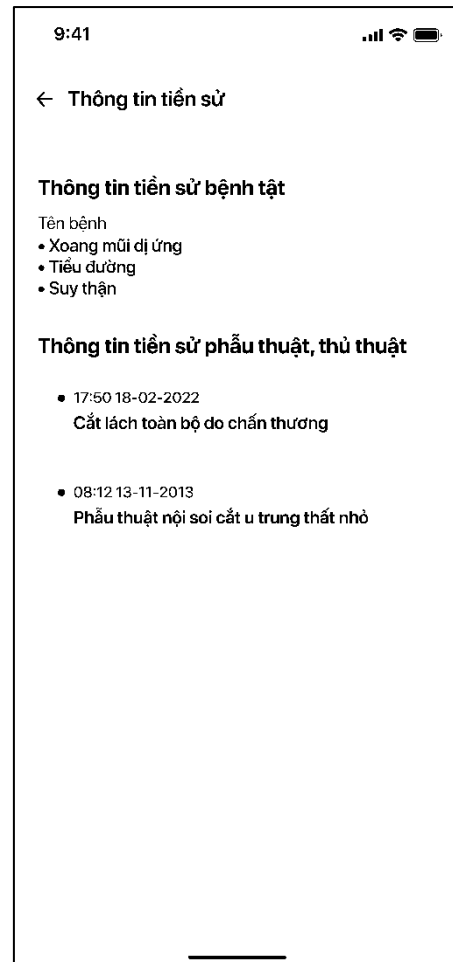 9:41
← Thông tin tiền sử
Thông tin tiền sử bệnh tật
Tên bệnh
• Xoang mũi dị ứng
• Tiểu đường
• Suy thận
Thông tin tiền sử phẫu thuật, thủ thuật
• 17:50 18-02-2022
Cắt lách toàn bộ do chấn thương
• 08:12 13-11-2013
Phẫu thuật nội soi cắt u trung thất nhỏ